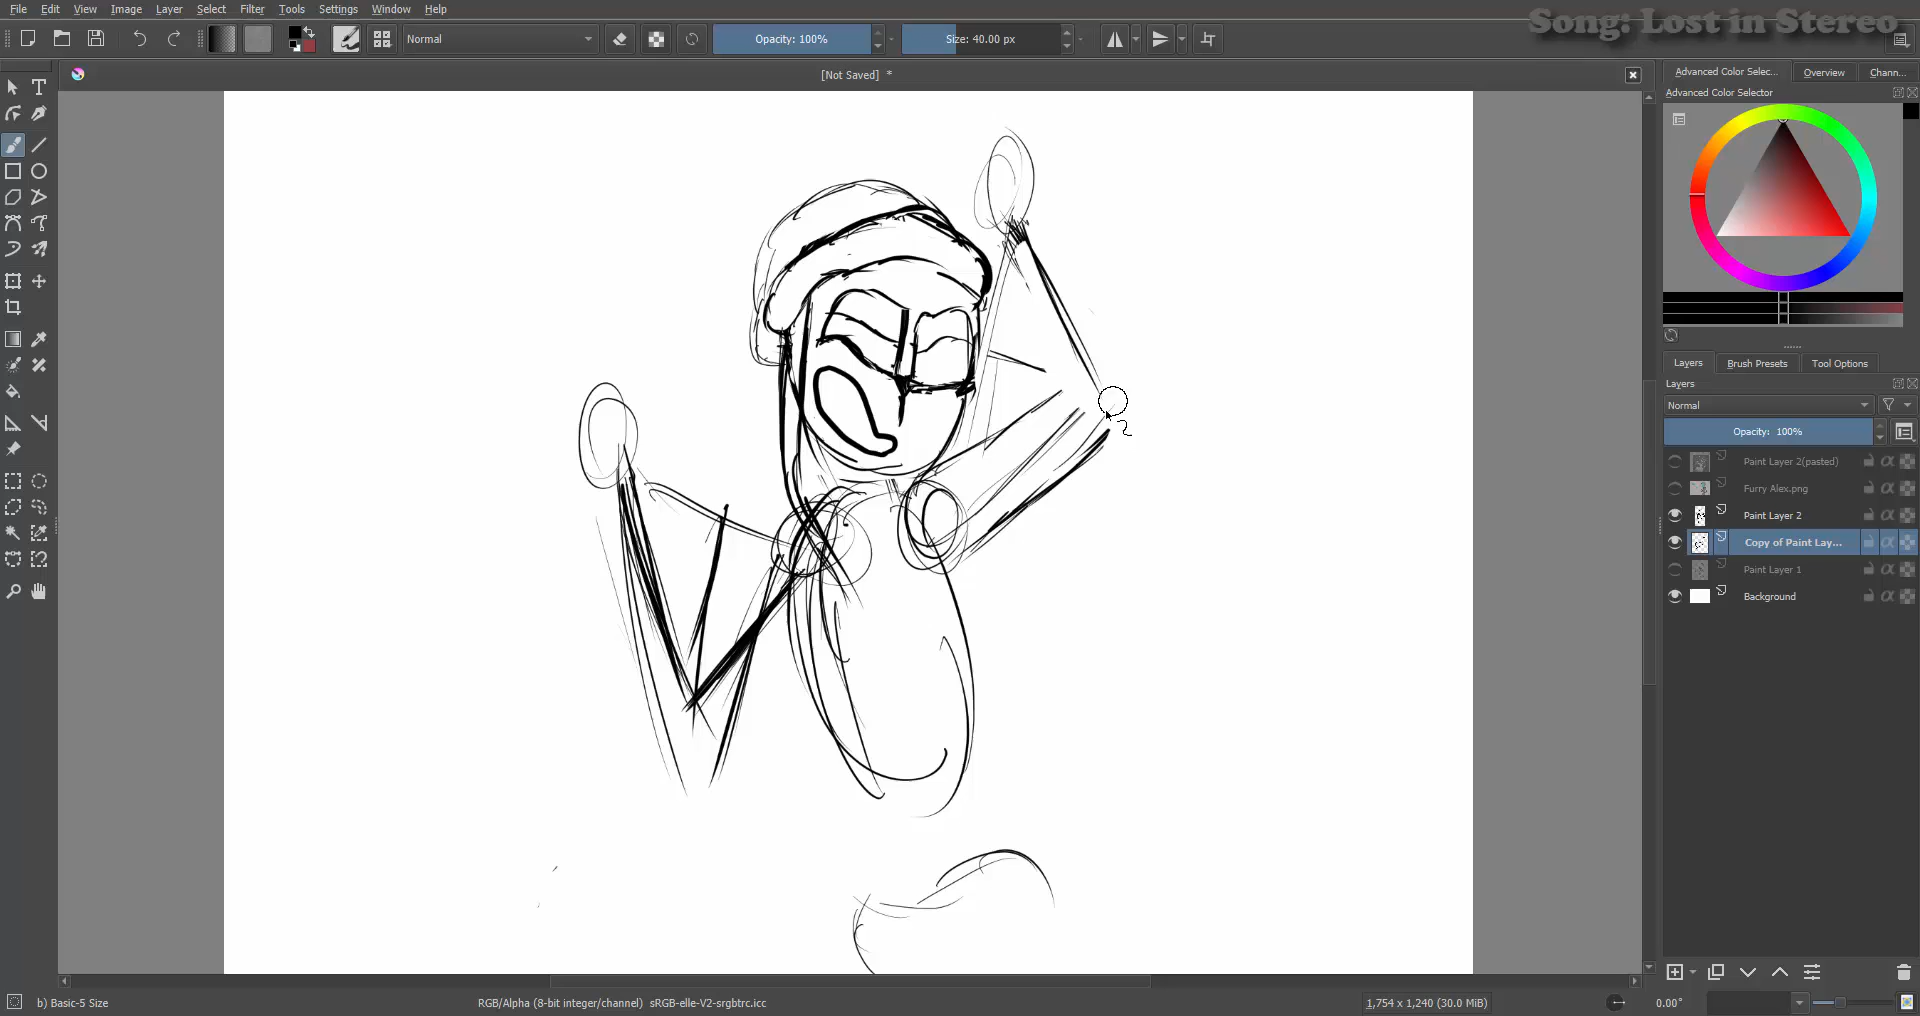 File Edit View Image Layer Select Filter Tools Settings Window Help
Song: Lost in Stereo
Normal
Opacity: 100%
Size: 40.00 px
[Not Saved] *
Advanced Color Selec... Overview Chann...
Advanced Color Selector
Layers Brush Presets Tool Options
Layers
Normal
Opacity: 100%
Paint Layer 2(pasted)
Furry Alex.png
Paint Layer 2
Copy of Paint Lay...
Paint Layer 1
Background
b) Basic-5 Size
RGB/Alpha (8-bit integer/channel) sRGB-elle-V2-srgbtrc.icc
1,754 x 1,240 (30.0 MiB)
0.00°